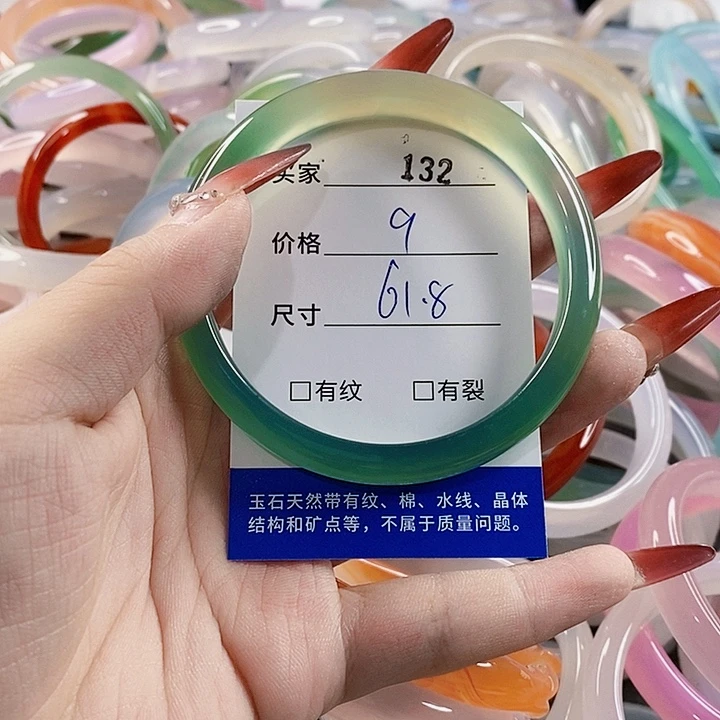 买家 132
价格 9
尺寸 61.8
□有纹 □有裂
玉石天然带有纹、棉、水线、晶体
结构和矿点等，不属于质量问题。